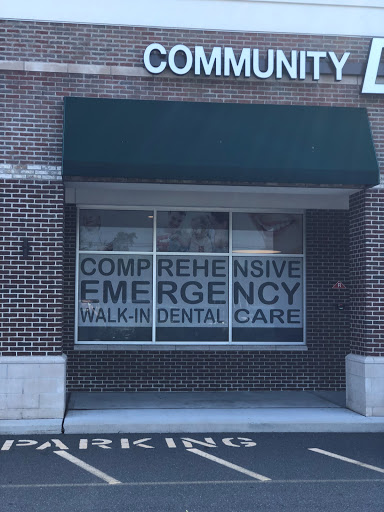 COMMUNITY
COMPREHENSIVE
EMERGENCY
WALK-IN DENTAL CARE
PARKING